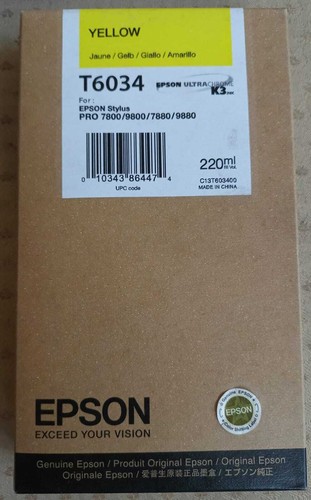 YELLOW
Jaune / Gelb / Giallo / Amarillo
T6034
EPSON ULTRACHROME
K3
For :
EPSON Stylus
PRO 7800/9800/7880/9880
220ml
0 10343 86447 4
UPC code
C13T603400
MADE IN CHINA
EPSON
EXCEED YOUR VISION
EPSON
Genuine Epson / Produit Original Epson / Original Epson
Originale Epson / 爱普生原装正品墨盒 / エプソン純正